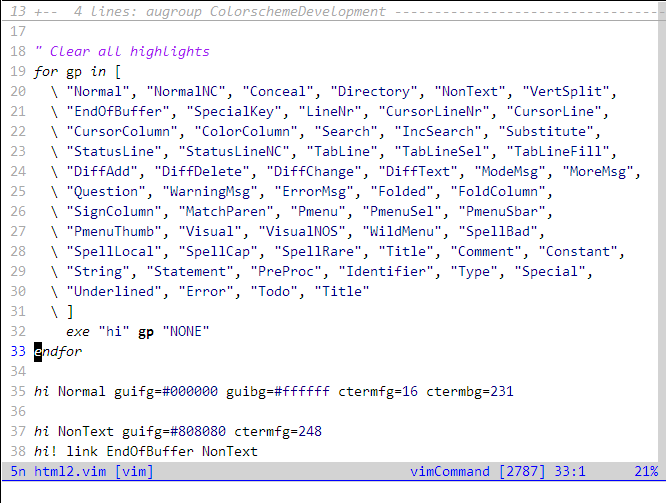 13 +--  4 lines: augroup ColorschemeDevelopment ----------------------------------
17
18 " Clear all highlights
19 for gp in [
20   \ "Normal", "NormalNC", "Conceal", "Directory", "NonText", "VertSplit",
21   \ "EndOfBuffer", "SpecialKey", "LineNr", "CursorLineNr", "CursorLine",
22   \ "CursorColumn", "ColorColumn", "Search", "IncSearch", "Substitute",
23   \ "StatusLine", "StatusLineNC", "TabLine", "TabLineSel", "TabLineFill",
24   \ "DiffAdd", "DiffDelete", "DiffChange", "DiffText", "ModeMsg", "MoreMsg",
25   \ "Question", "WarningMsg", "ErrorMsg", "Folded", "FoldColumn",
26   \ "SignColumn", "MatchParen", "Pmenu", "PmenuSel", "PmenuSbar",
27   \ "PmenuThumb", "Visual", "VisualNOS", "WildMenu", "SpellBad",
28   \ "SpellLocal", "SpellCap", "SpellRare", "Title", "Comment", "Constant",
29   \ "String", "Statement", "PreProc", "Identifier", "Type", "Special",
30   \ "Underlined", "Error", "Todo", "Title"
31   \ ]
32     exe "hi" gp "NONE"
33 endfor
34
35 hi Normal guifg=#000000 guibg=#ffffff ctermfg=16 ctermbg=231
36
37 hi NonText guifg=#808080 ctermfg=248
38 hi! link EndOfBuffer NonText
5n html2.vim [vim] vimCommand [2787] 33:1 21%